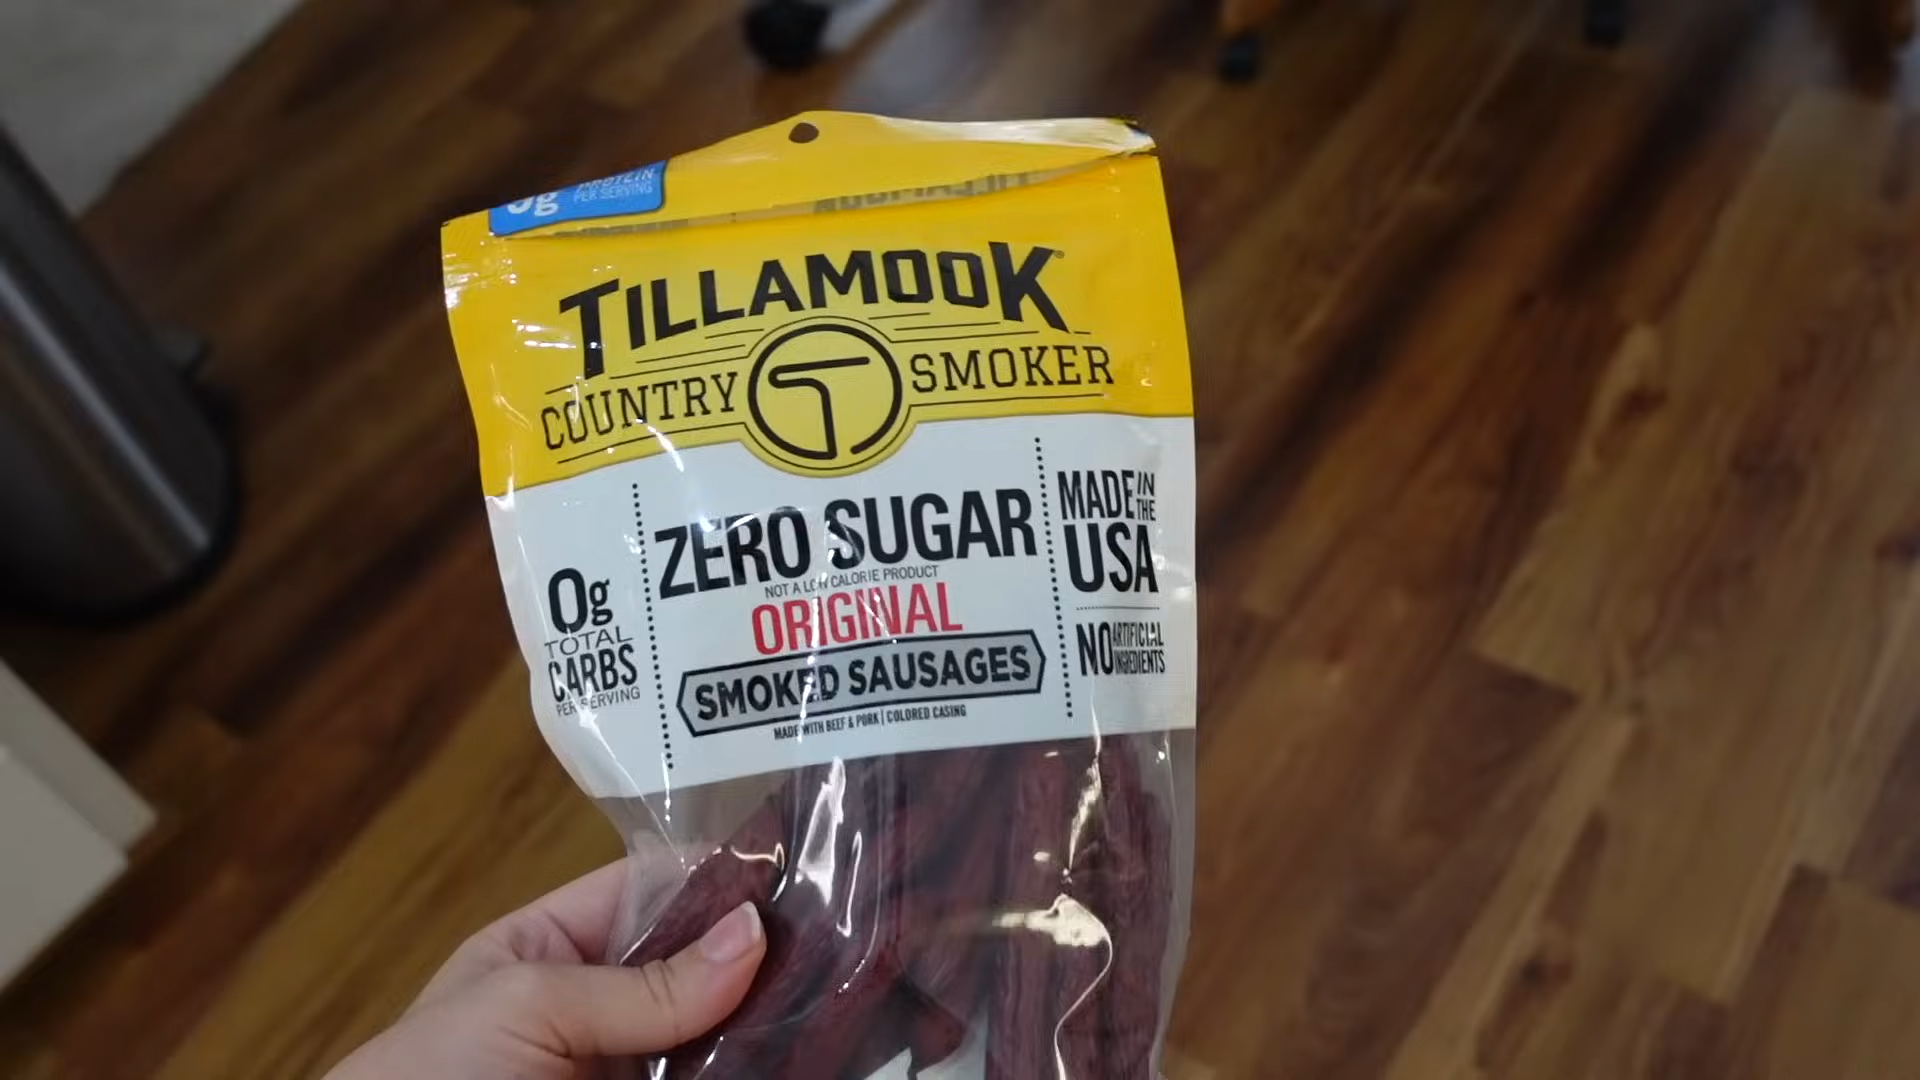 PROTEIN
PER SERVING
TILLAMOOK®
COUNTRY SMOKER
0g
TOTAL
CARBS
PER SERVING
ZERO SUGAR
NOT A LOW CALORIE PRODUCT
ORIGINAL
SMOKED SAUSAGES
MADE WITH BEEF & PORK | COLORED CASING
MADE IN THE
USA
NO ARTIFICIAL
INGREDIENTS